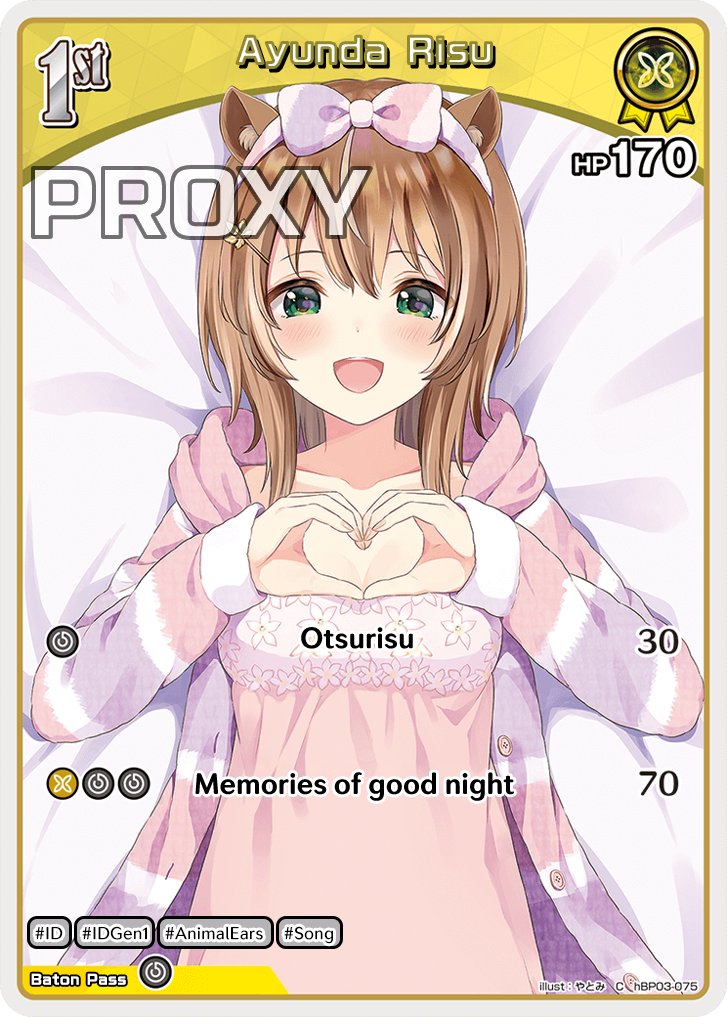 1st
Ayunda Risu
HP170
PROXY
Otsurisu 30
Memories of good night 70
#ID #IDGen1 #AnimalEars #Song
Baton Pass
illust : やとみ C hBP03-075